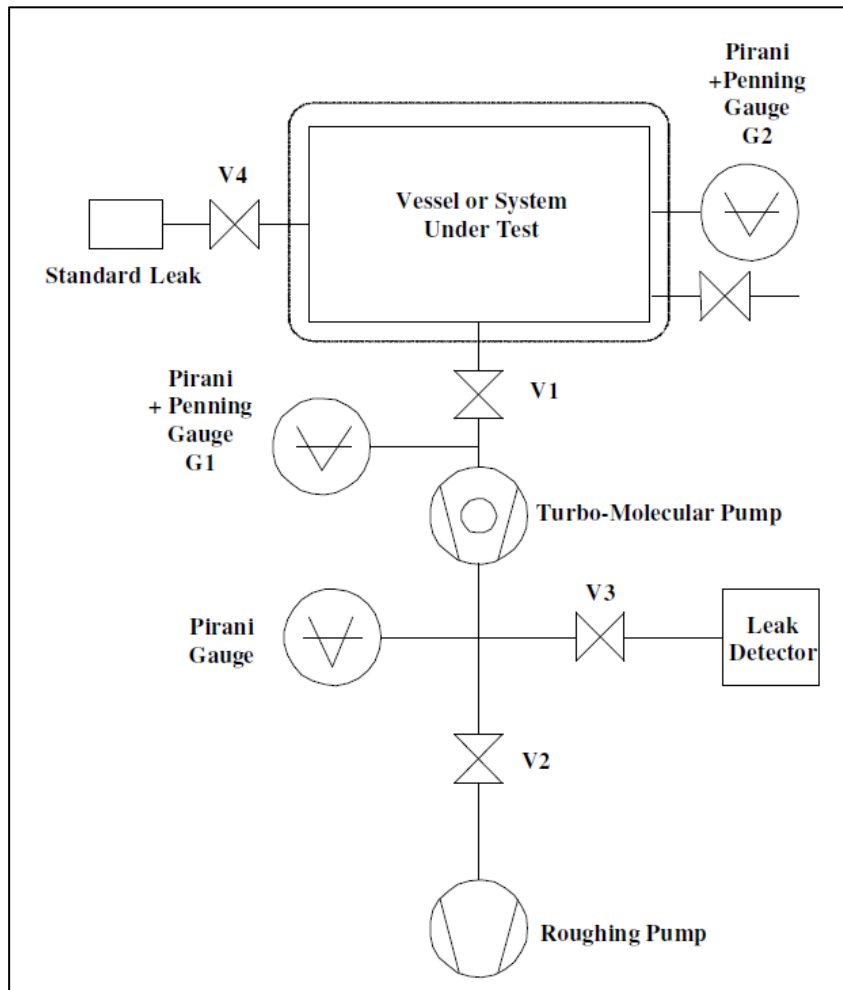 Pirani
+Penning
Gauge
G2
V4
Vessel or System
Under Test
Standard Leak
Pirani
+ Penning
Gauge
G1
V1
Turbo-Molecular Pump
V3
Pirani
Gauge
Leak
Detector
V2
Roughing Pump